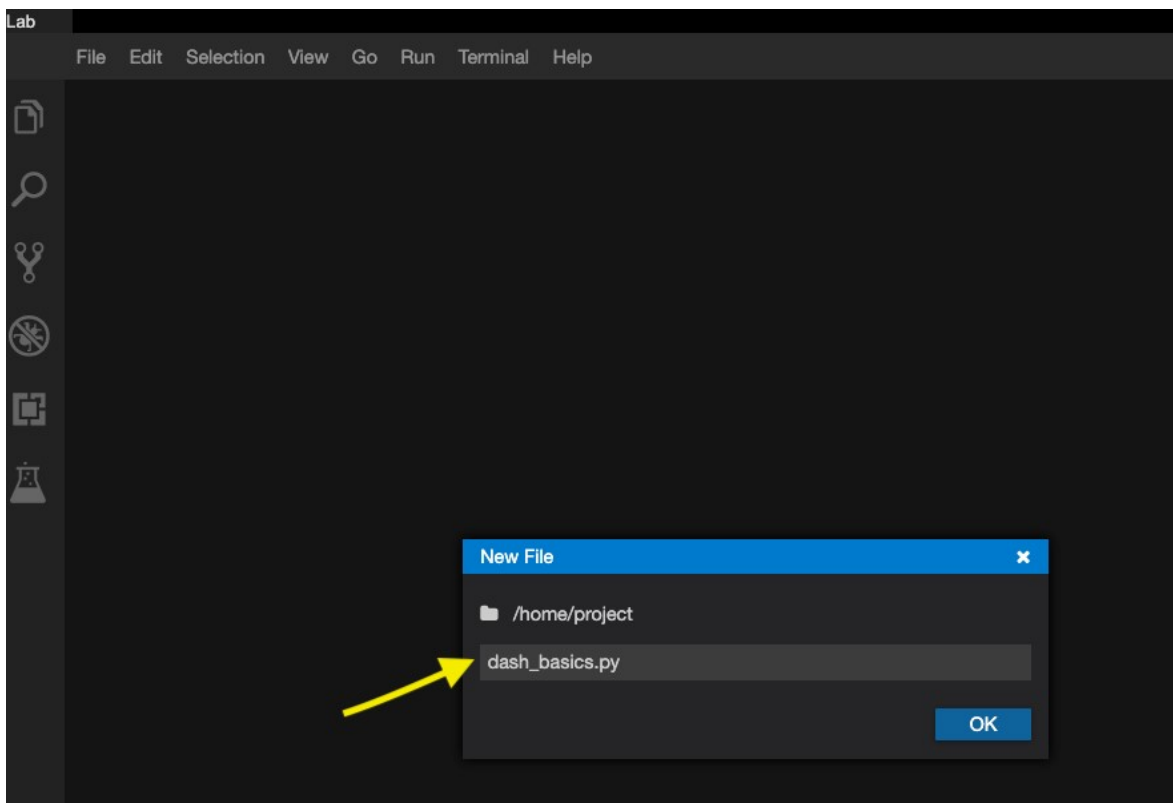 Lab
File Edit Selection View Go Run Terminal Help
New File
/home/project
dash_basics.py
OK